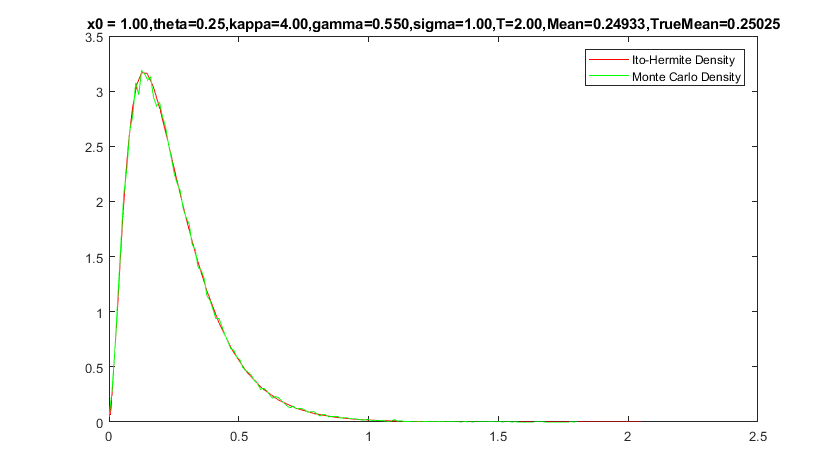 x0 = 1.00,theta=0.25,kappa=4.00,gamma=0.550,sigma=1.00,T=2.00,Mean=0.24933,TrueMean=0.25025
3.5
Ito-Hermite Density
Monte Carlo Density
3
2.5
2
1.5
1
0.5
0
0 0.5 1 1.5 2 2.5